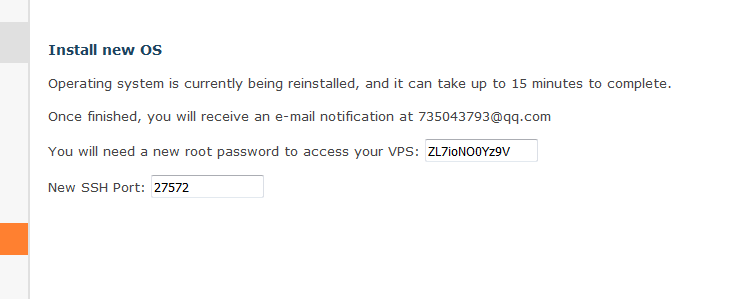 Install new OS
Operating system is currently being reinstalled, and it can take up to 15 minutes to complete.
Once finished, you will receive an e-mail notification at 735043793@qq.com
You will need a new root password to access your VPS: ZL7ioNO0Yz9V
New SSH Port: 27572